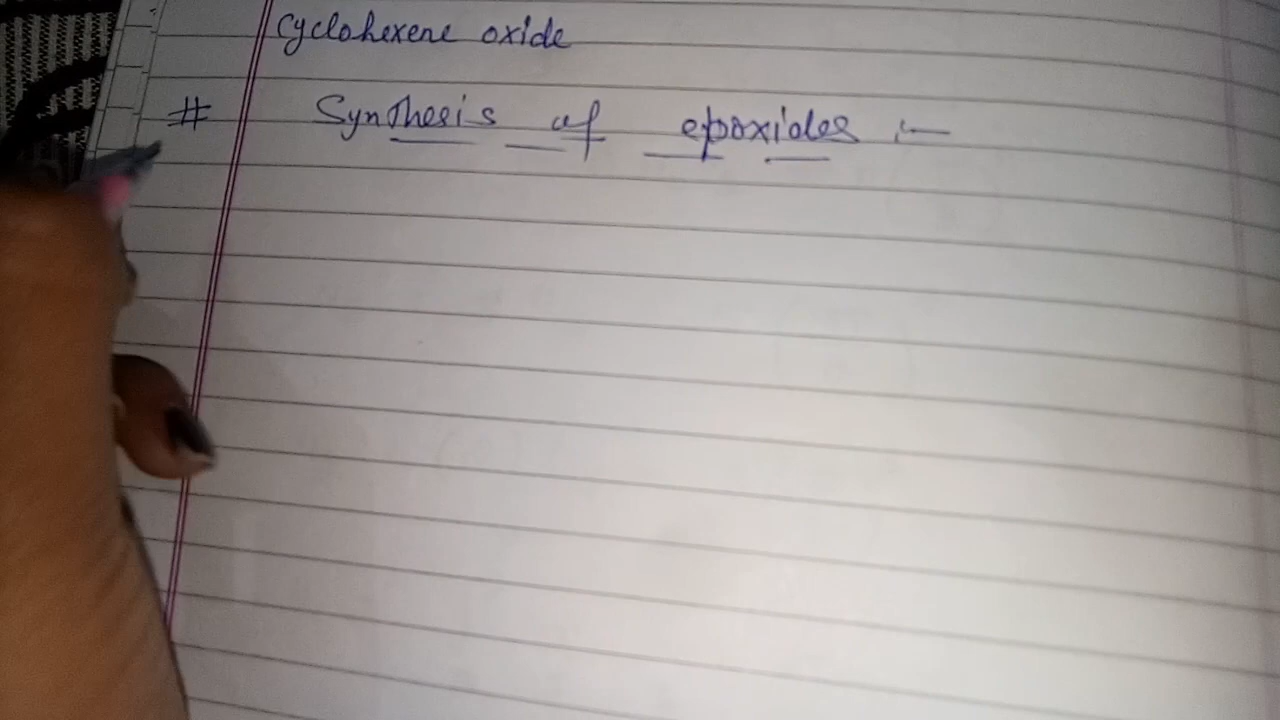 Cyclohexene oxide
# Synthesis of epoxides :-